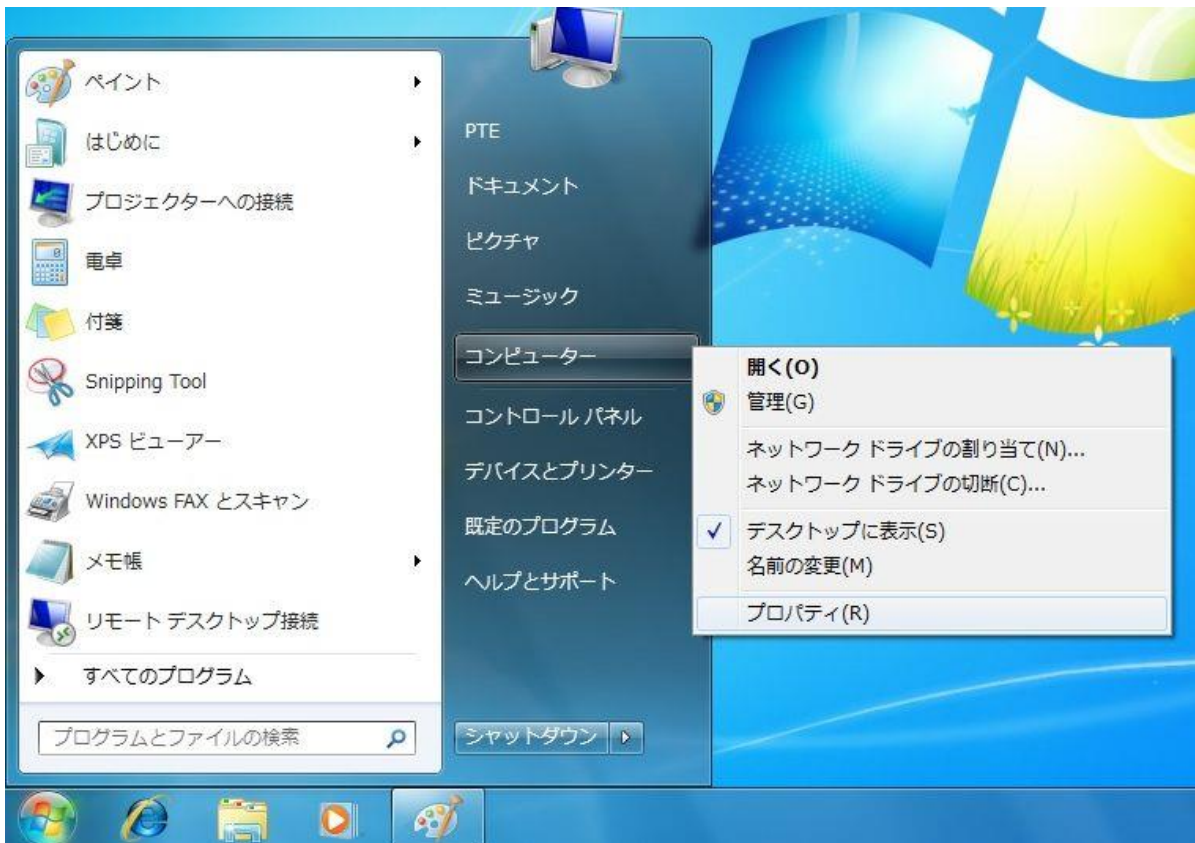 ペイント
はじめに
プロジェクターへの接続
電卓
付箋
Snipping Tool
XPS ビューアー
Windows FAX とスキャン
メモ帳
リモート デスクトップ接続
すべてのプログラム
プログラムとファイルの検索
PTE
ドキュメント
ピクチャ
ミュージック
コンピューター
コントロール パネル
デバイスとプリンター
既定のプログラム
ヘルプとサポート
シャットダウン
開く(O)
管理(G)
ネットワーク ドライブの割り当て(N)...
ネットワーク ドライブの切断(C)...
デスクトップに表示(S)
名前の変更(M)
プロパティ(R)